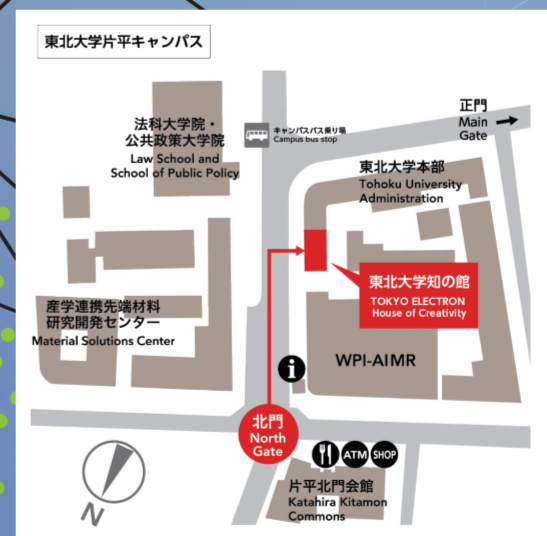 東北大学片平キャンパス
法科大学院・
公共政策大学院
Law School and
School of Public Policy
キャンパスバス乗り場
Campus bus stop
正門
Main
Gate
東北大学本部
Tohoku University
Administration
東北大学知の館
TOKYO ELECTRON
House of Creativity
産学連携先端材料
研究開発センター
Material Solutions Center
WPI-AIMR
i
北門
North
Gate
ATM
SHOP
片平北門会館
Katahira Kitamon
Commons
N